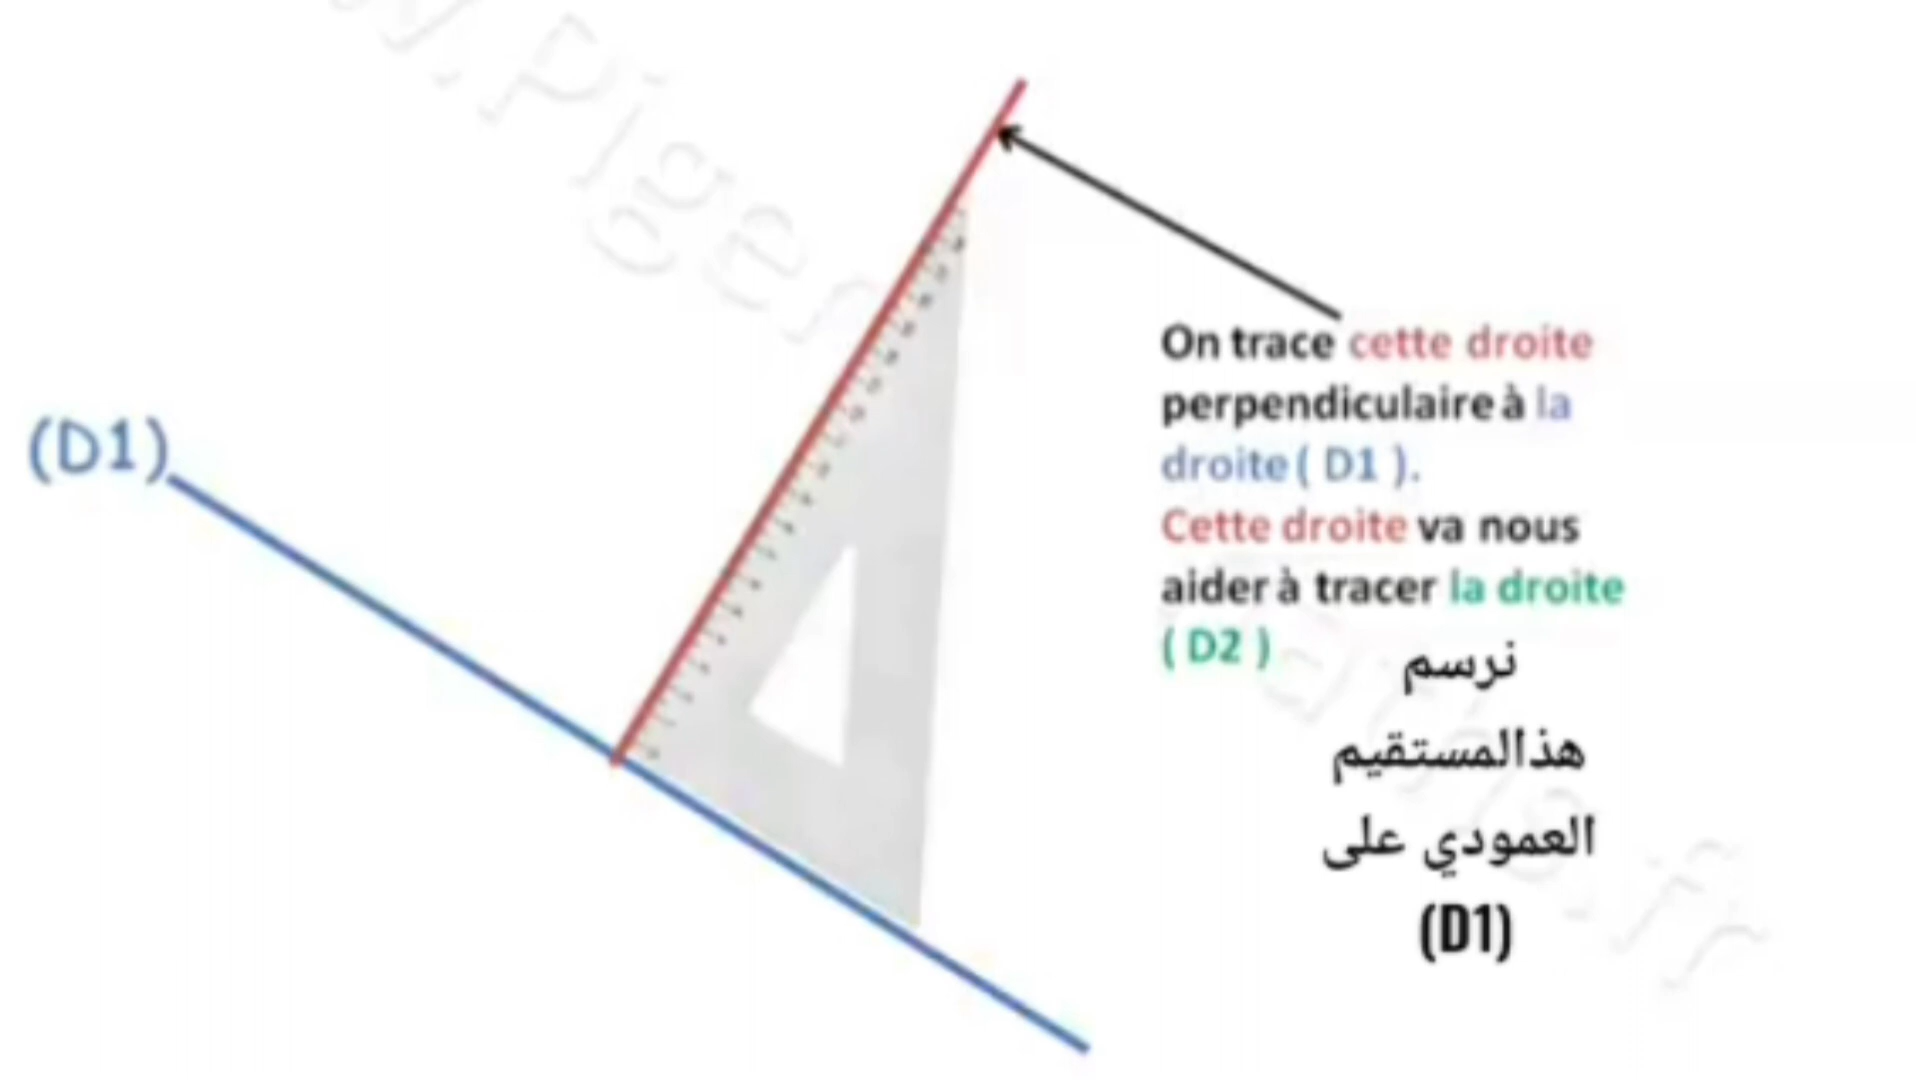 (D1)
On trace cette droite
perpendiculaire à la
droite ( D1 ).
Cette droite va nous
aider à tracer la droite
( D2 )
نرسم
هذالمستقيم
العمودي على
(D1)